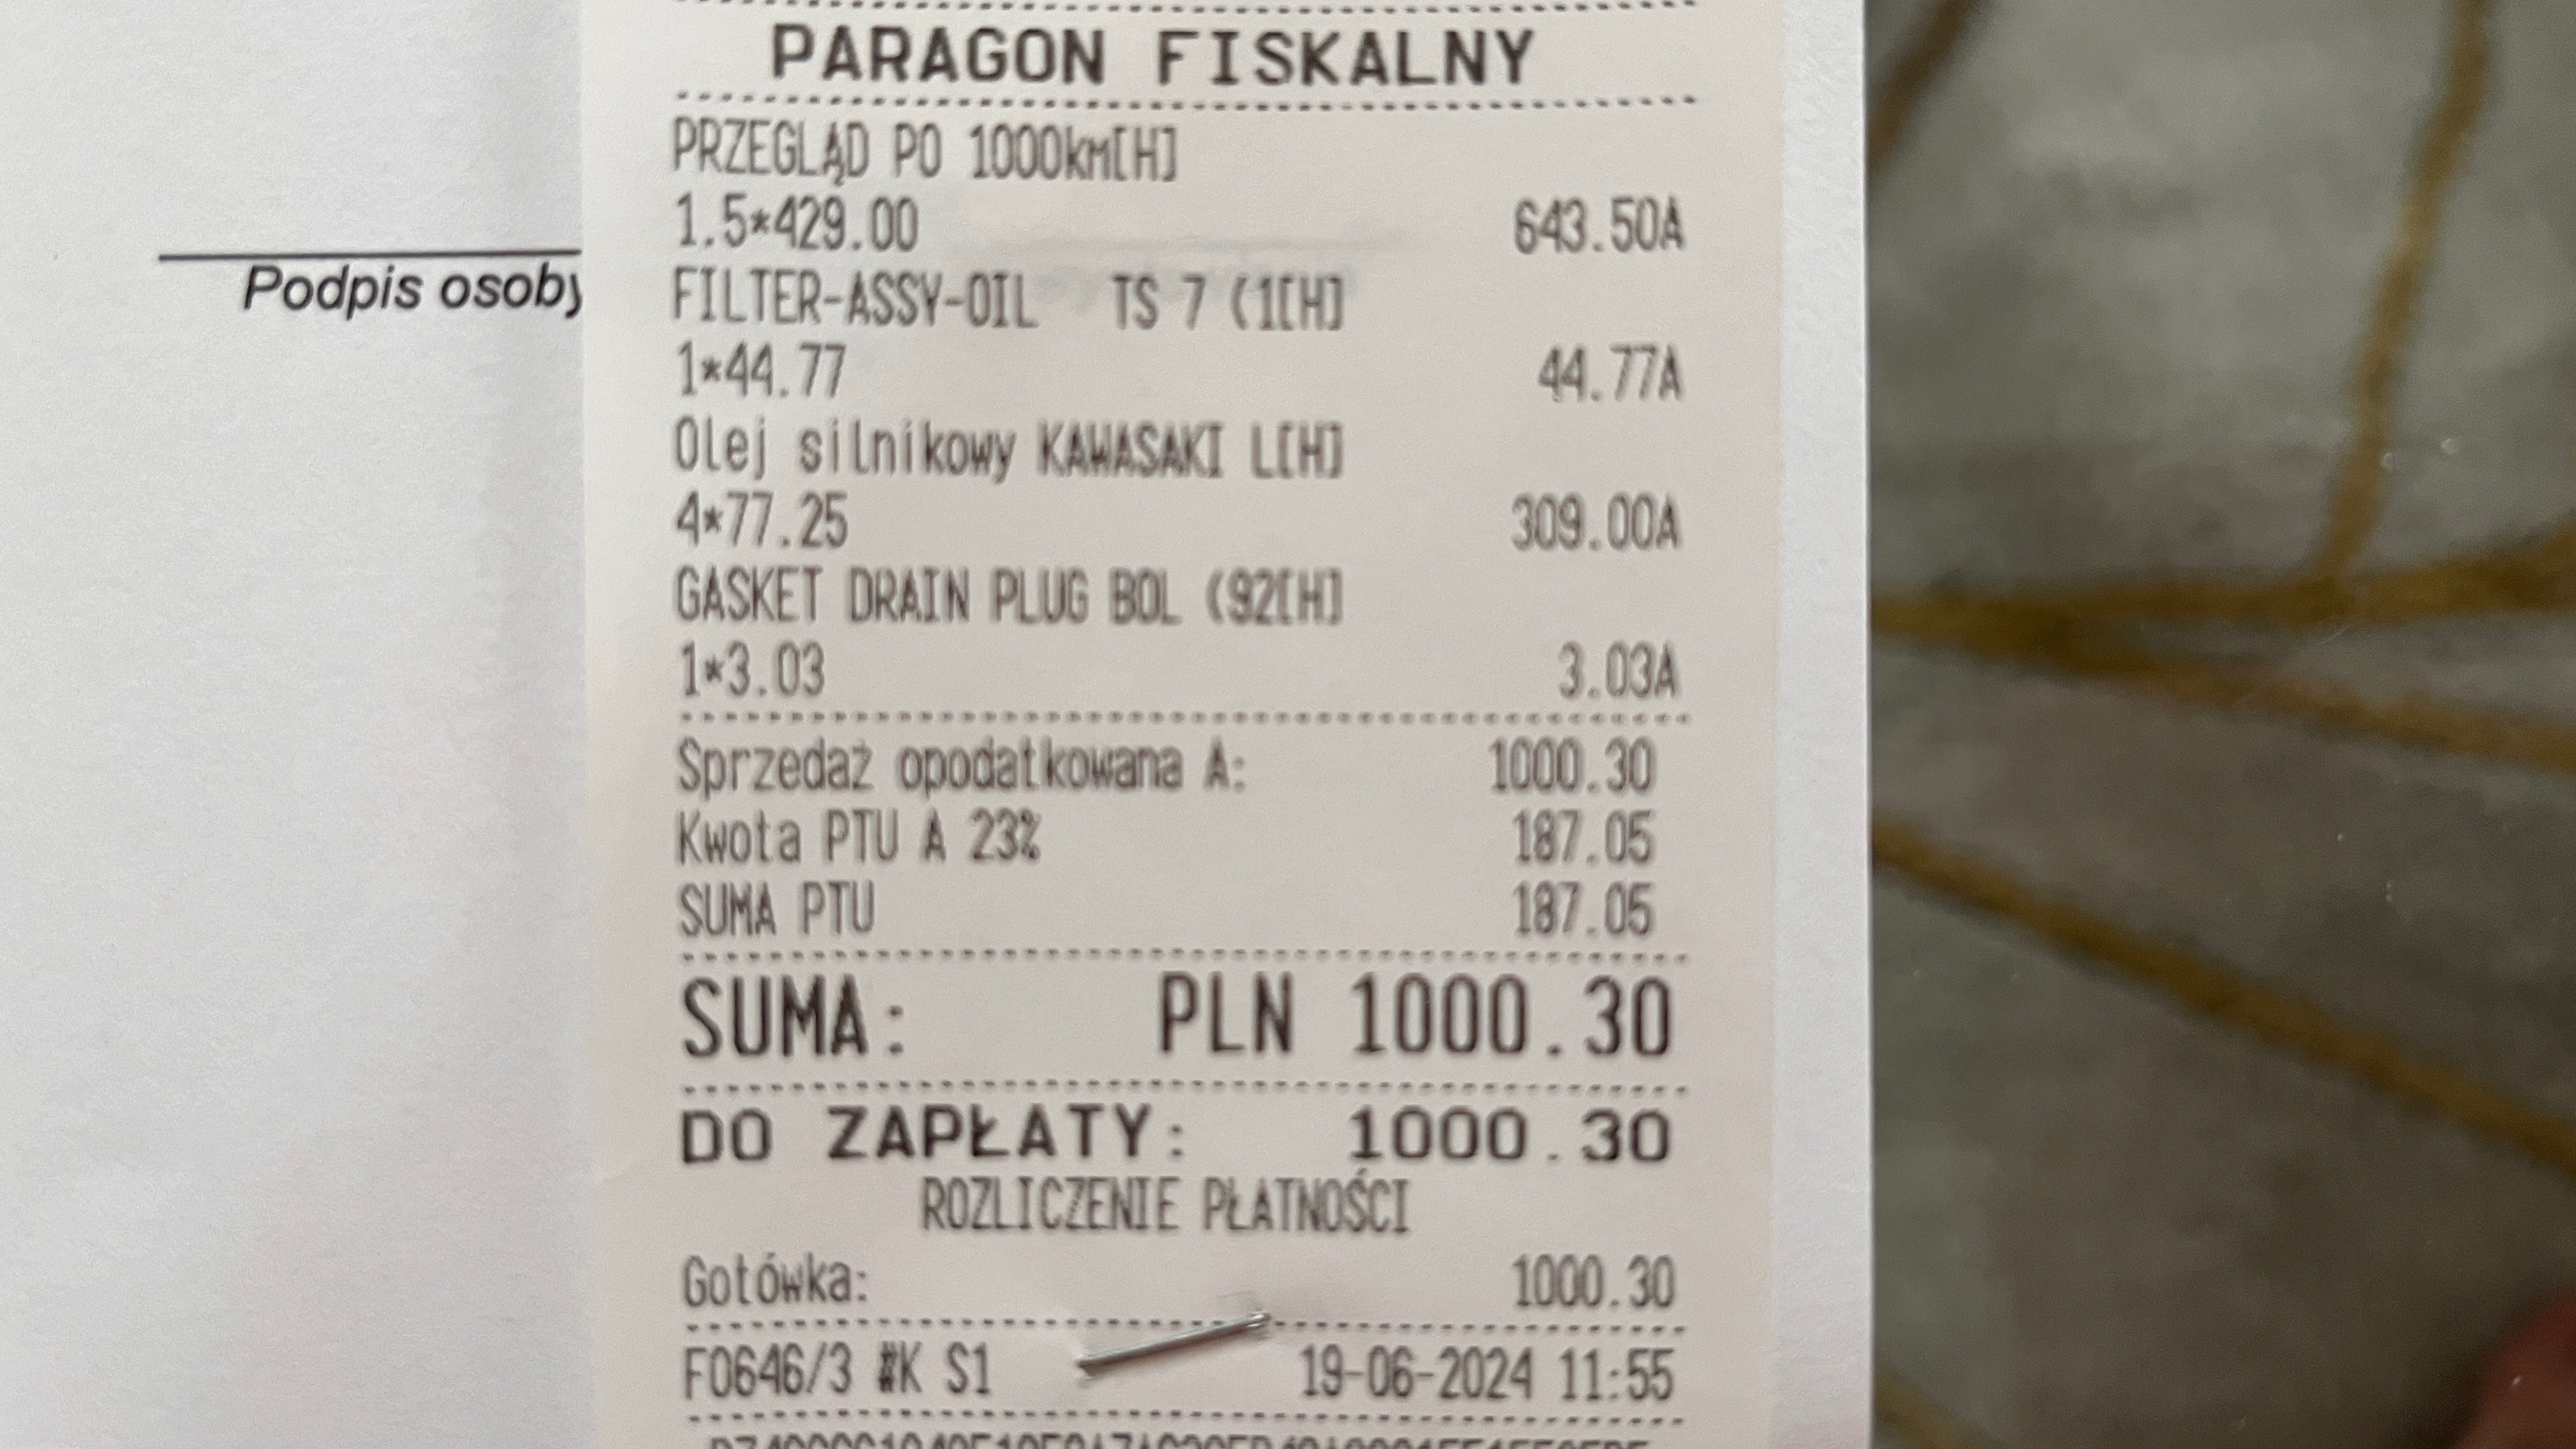 PARAGON FISKALNY
PRZEGLĄD PO 1000km[H]
1.5*429.00 643.50A
FILTER-ASSY-OIL TS 7 (1[H]
1*44.77 44.77A
Olej silnikowy KAWASAKI L[H]
4*77.25 309.00A
GASKET DRAIN PLUG BOL (92[H]
1*3.03 3.03A
Sprzedaż opodatkowana A: 1000.30
Kwota PTU A 23% 187.05
SUMA PTU 187.05
SUMA: PLN 1000.30
DO ZAPŁATY: 1000.30
ROZLICZENIE PŁATNOŚCI
Gotówka: 1000.30
F0646/3 #K S1 19-06-2024 11:55
Podpis osoby